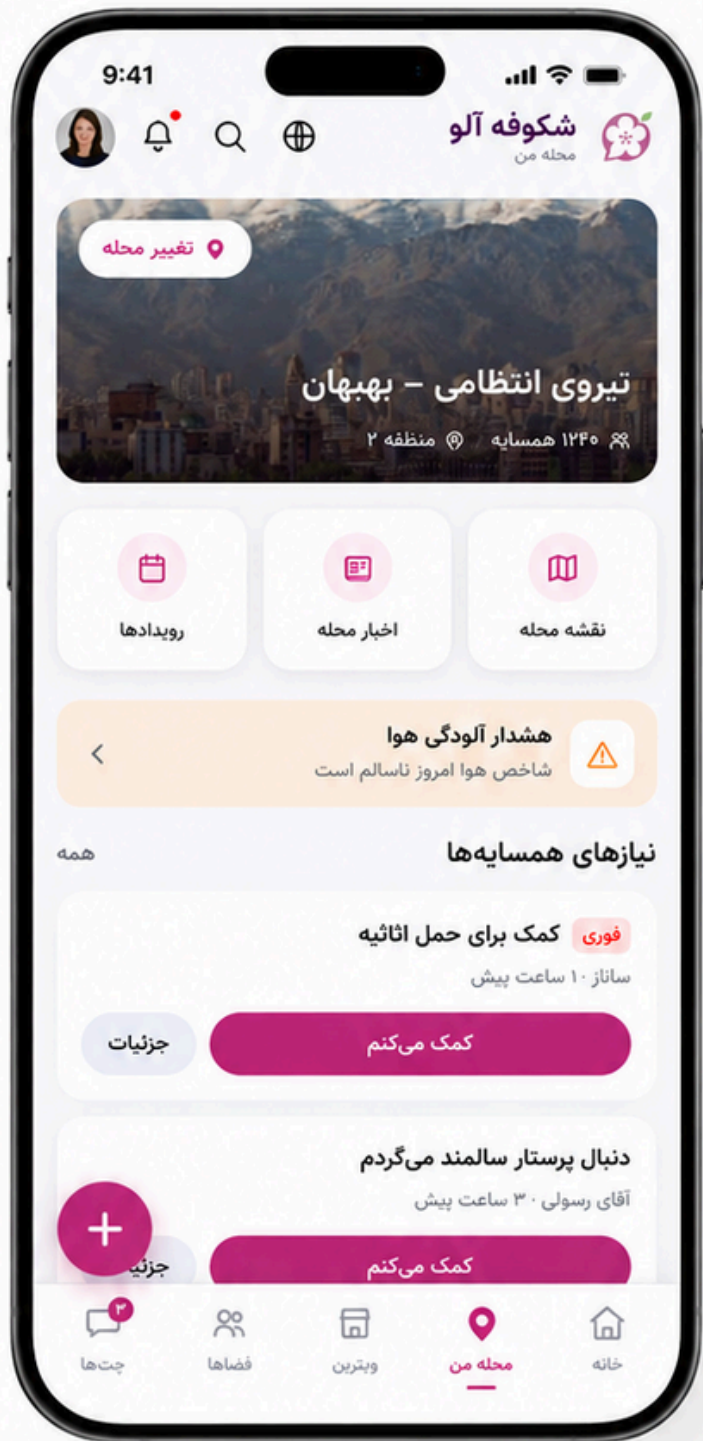 9:41
شکوفه آلو
محله من
تغییر محله
تیروی انتظامی – بهبهان
۱۲۴۰ همسایه
منطقه ۲
نقشه محله
اخبار محله
رویدادها
هشدار آلودگی هوا
شاخص هوا امروز ناسالم است
نیازهای همسایه‌ها
همه
فوری کمک برای حمل اثاثیه
ساناز · ۱ ساعت پیش
کمک می‌کنم
جزئیات
دنبال پرستار سالمند می‌گردم
آقای رسولی · ۳ ساعت پیش
کمک می‌کنم
جزئیا
خانه
محله من
ویترین
فضاها
چت‌ها
۳